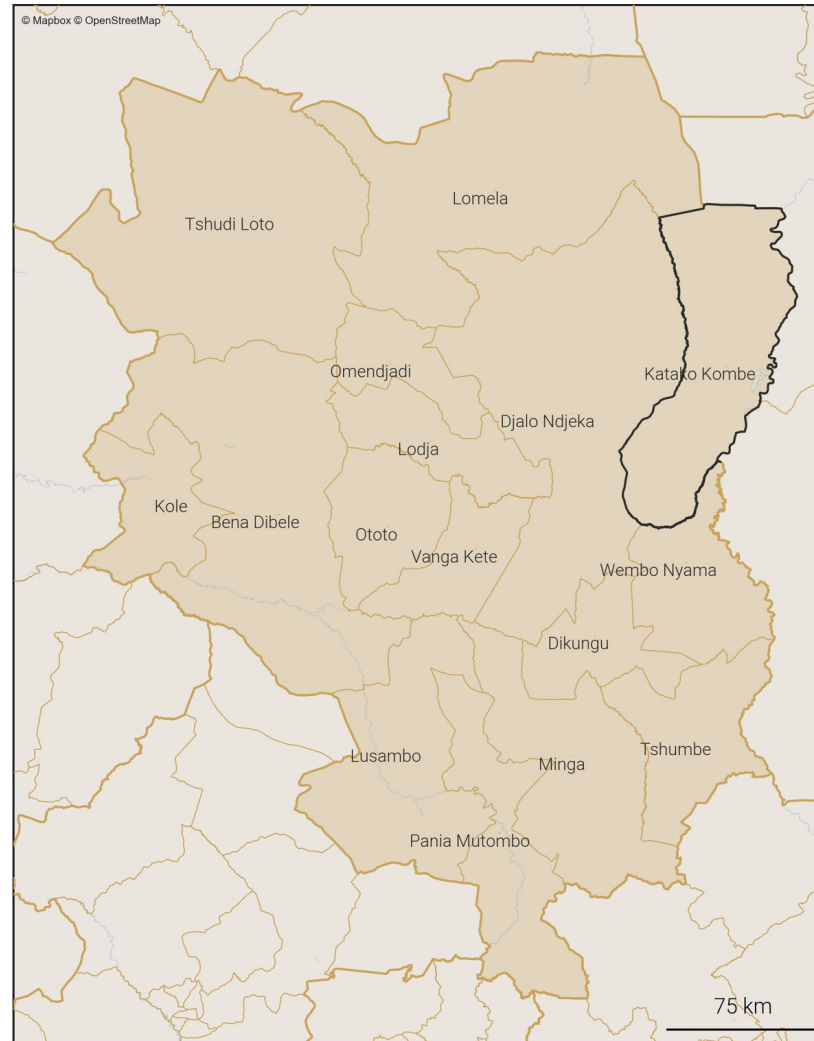 © Mapbox © OpenStreetMap
Lomela
Tshudi Loto
Omendjadi
Katako Kombe
Djalo Ndjeka
Lodja
Kole
Bena Dibele
Ototo
Vanga Kete
Wembo Nyama
Dikungu
Lusambo
Minga
Tshumbe
Pania Mutombo
75 km